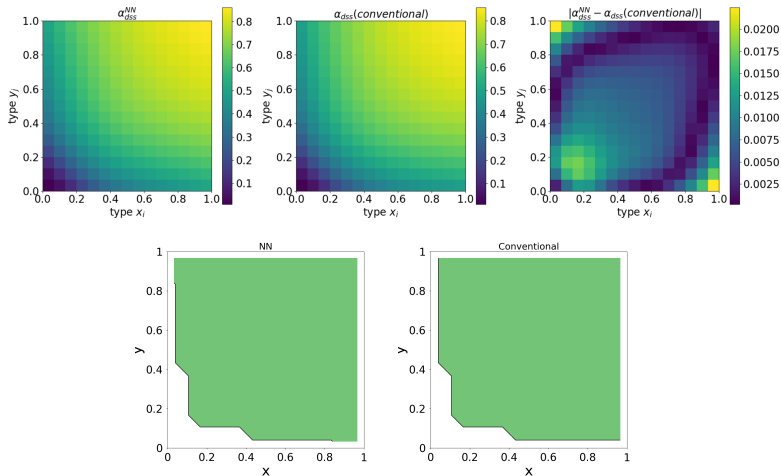 α_dss^NN
α_dss(conventional)
|α_dss^NN − α_dss(conventional)|
1.0
0.8
0.6
0.4
0.2
0.0
type y_j
0.0 0.2 0.4 0.6 0.8 1.0
type x_i
0.8
0.7
0.6
0.5
0.4
0.3
0.2
0.1
1.0
0.8
0.6
0.4
0.2
0.0
type y_j
0.0 0.2 0.4 0.6 0.8 1.0
type x_i
0.8
0.7
0.6
0.5
0.4
0.3
0.2
0.1
1.0
0.8
0.6
0.4
0.2
0.0
type y_j
0.0 0.2 0.4 0.6 0.8 1.0
type x_i
0.0200
0.0175
0.0150
0.0125
0.0100
0.0075
0.0050
0.0025
NN
1
0.8
0.6
0.4
0.2
0
y
0 0.2 0.4 0.6 0.8 1
x
Conventional
1
0.8
0.6
0.4
0.2
0
y
0 0.2 0.4 0.6 0.8 1
x